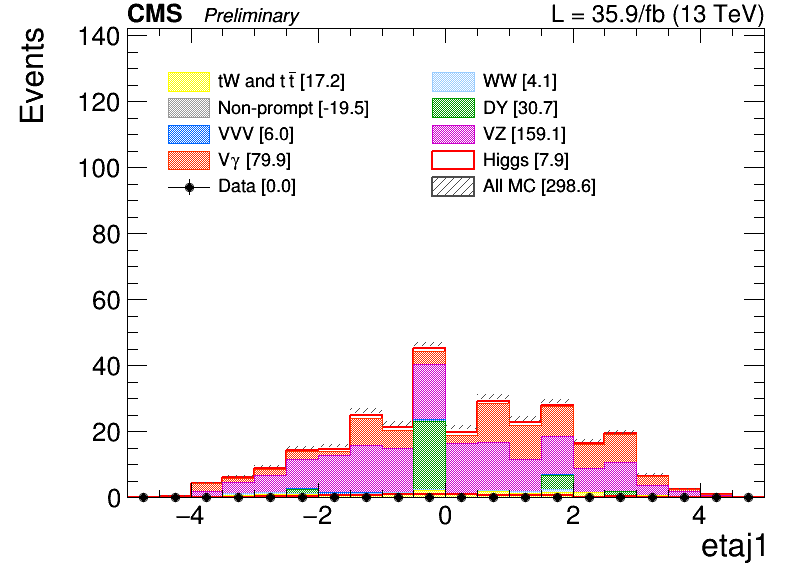 CMS Preliminary L = 35.9/fb (13 TeV)
Events
140
120
100
80
60
40
20
0
tW and t t̅ [17.2]
Non-prompt [-19.5]
VVV [6.0]
Vγ [79.9]
Data [0.0]
WW [4.1]
DY [30.7]
VZ [159.1]
Higgs [7.9]
All MC [298.6]
−4 −2 0 2 4
etaj1